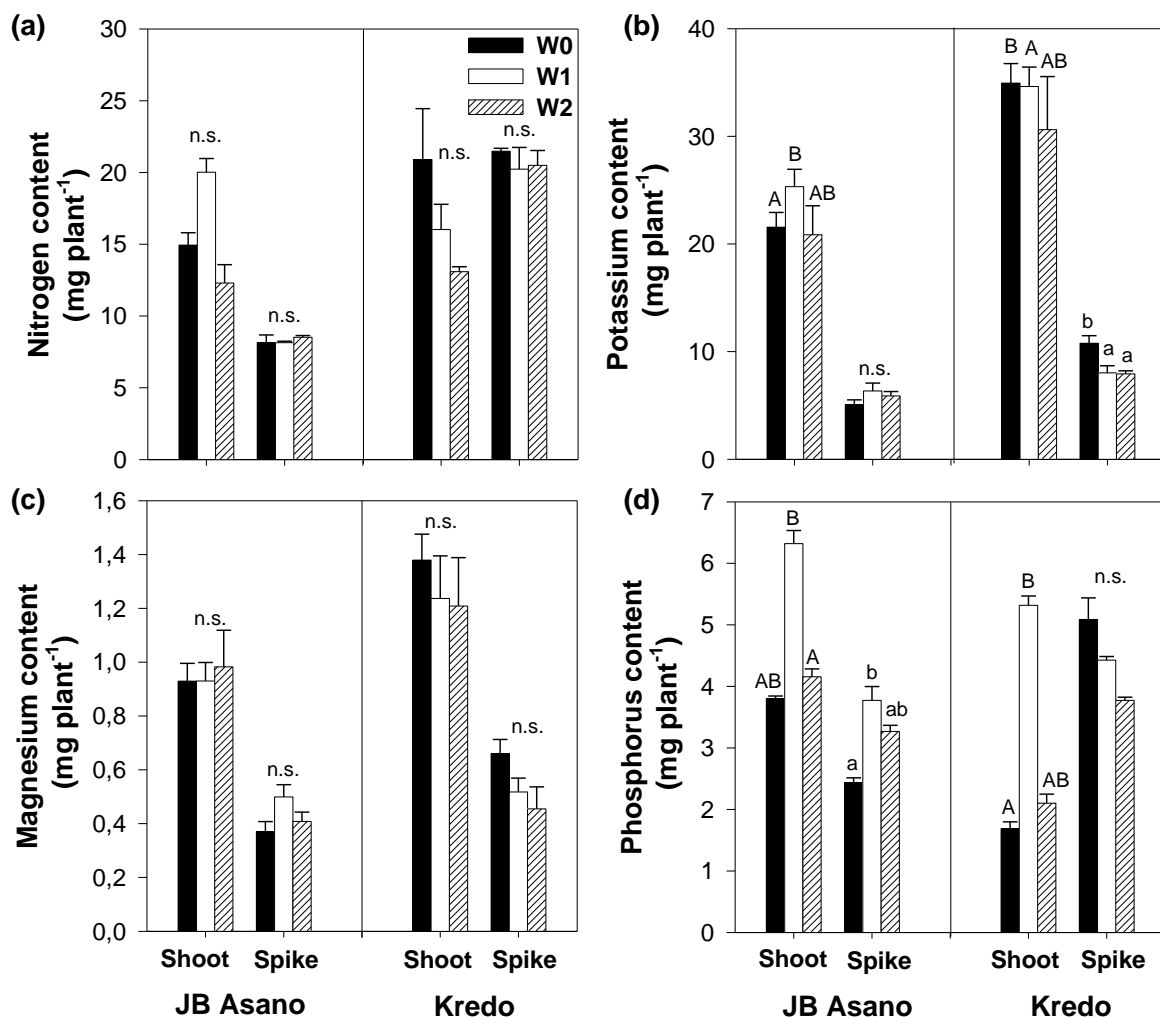 (a)
30
25
20
15
10
5
0
Nitrogen content
(mg plant-1)
W0
W1
W2
n.s.
n.s.
n.s.
n.s.
(b)
40
30
20
10
0
Potassium content
(mg plant-1)
A
B
AB
n.s.
B
A
AB
b
a
a
(c)
1,6
1,4
1,2
1,0
0,8
0,6
0,4
0,2
0,0
Magnesium content
(mg plant-1)
n.s.
n.s.
n.s.
n.s.
Shoot Spike Shoot Spike
JB Asano Kredo
(d)
7
6
5
4
3
2
1
0
Phosphorus content
(mg plant-1)
AB
B
A
a
b
ab
A
B
AB
n.s.
Shoot Spike Shoot Spike
JB Asano Kredo